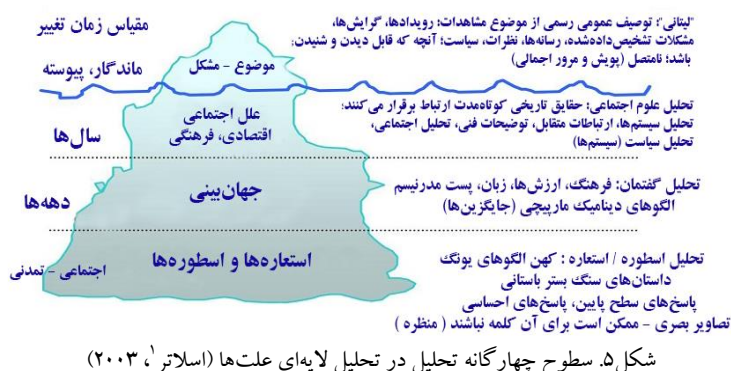 مقیاس زمان تغییر
ماندگار، پیوسته
موضوع - مشکل
"لیتانی": توصیف عمومی رسمی از موضوع مشاهدات: رویدادها، گرایش‌ها،
مشکلات تشخیص‌داده‌شده، رسانه‌ها، نظرات، سیاست؛ آنچه که قابل دیدن و شنیدن
باشد؛ نامتصل (پویش و مرور اجمالی)
سال‌ها
علل اجتماعی
اقتصادی، فرهنگی
تحلیل علوم اجتماعی: حقایق تاریخی کوتاه‌مدت ارتباط برقرار می‌کنند؛
تحلیل سیستم‌ها، ارتباطات متقابل، توضیحات فنی، تحلیل اجتماعی،
تحلیل سیاست (سیستم‌ها)
دهه‌ها
جهان‌بینی
تحلیل گفتمان: فرهنگ، ارزش‌ها، زبان، پست مدرنیسم
الگوهای دینامیک مارپیچی (جایگزین‌ها)
اجتماعی - تمدنی
استعاره‌ها و اسطوره‌ها
تحلیل اسطوره / استعاره : کهن الگوهای یونگ
داستان‌های سنگ بستر باستانی
پاسخ‌های سطح پایین، پاسخ‌های احساسی
تصاویر بصری - ممکن است برای آن کلمه نباشند ( منظره )
شکل۵. سطوح چهارگانه تحلیل در تحلیل لایه‌ای علت‌ها (اسلاتر۱، ۲۰۰۳)